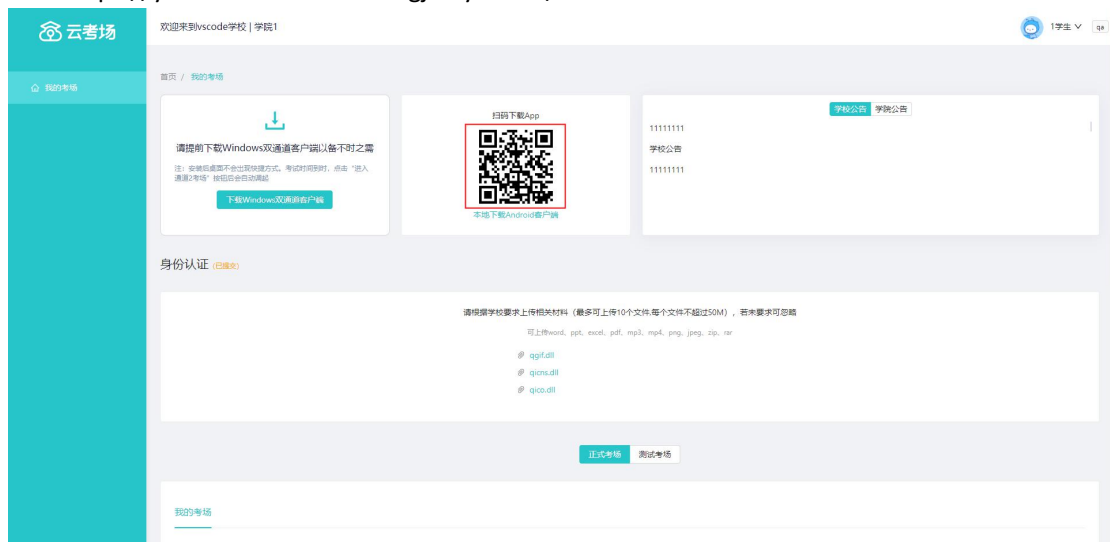 云考场
欢迎来到vscode学校 | 学院1
1学生
qa
我的考场
首页 / 我的考场
请提前下载Windows双通道客户端以备不时之需
注：安装后桌面不会出现快捷方式。考试时间到时，点击“进入
通道2考场”按钮后会自动调起
下载Windows双通道客户端
扫码下载App
本地下载Android客户端
学校公告 学院公告
11111111
学校公告
11111111
身份认证 (已提交)
请根据学校要求上传相关材料（最多可上传10个文件,每个文件不超过50M），若未要求可忽略
可上传word、ppt、excel、pdf、mp3、mp4、png、jpeg、zip、rar
qgif.dll
qicns.dll
qico.dll
正式考场 测试考场
我的考场